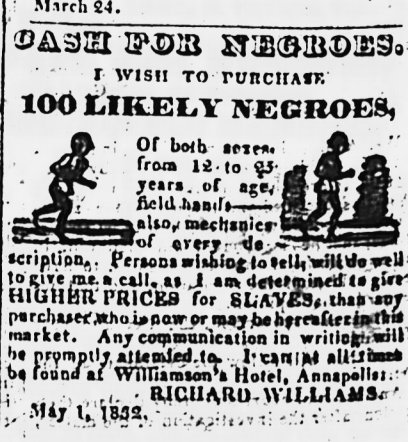 March 24.
CASH FOR NEGROES.
I WISH TO PURCHASE
100 LIKELY NEGROES,
Of both sexes,
from 12 to 25
years of age,
field hands—
also, mechanics
of every de
scription. Persons wishing to sell, will do well
to give me a call, as I am determined to give
HIGHER PRICES for SLAVES, than any
purchaser who is now or may be hereafter in this
market. Any communication in writing will
be promptly attended to. I can at all times
be found at Williamson's Hotel, Annapolis.
RICHARD WILLIAMS.
May 1, 1832.